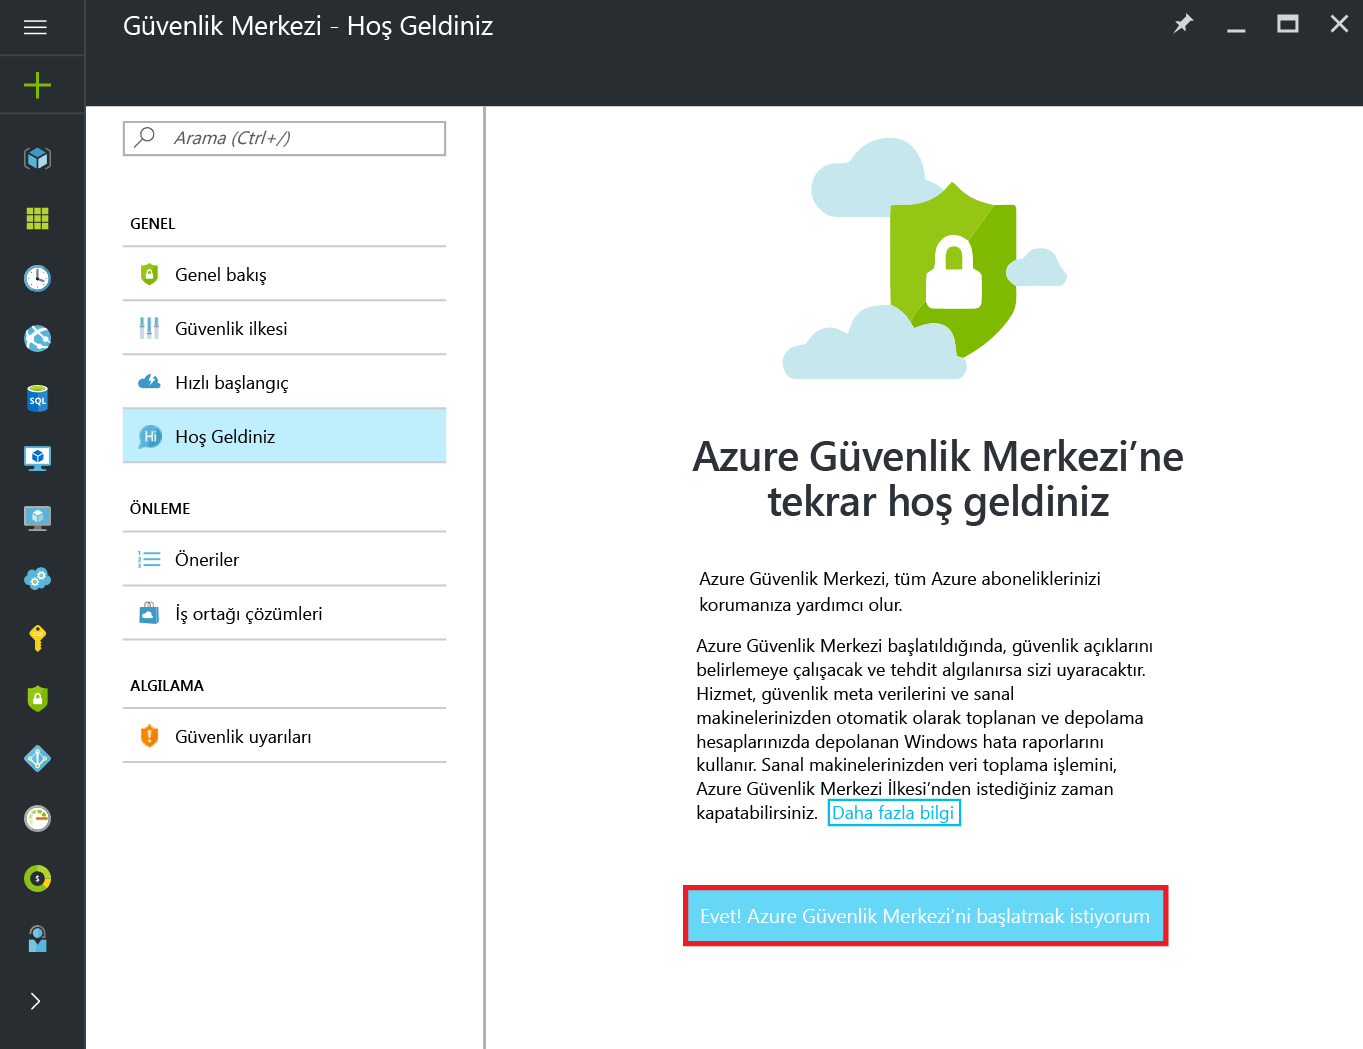 Güvenlik Merkezi - Hoş Geldiniz
Arama (Ctrl+/)
GENEL
Genel bakış
Güvenlik ilkesi
Hızlı başlangıç
Hi
Hoş Geldiniz
SQL
ÖNLEME
1
2
3
Öneriler
İş ortağı çözümleri
ALGILAMA
Güvenlik uyarıları
$
Azure Güvenlik Merkezi’ne
tekrar hoş geldiniz
Azure Güvenlik Merkezi, tüm Azure aboneliklerinizi
korumanıza yardımcı olur.
Azure Güvenlik Merkezi başlatıldığında, güvenlik açıklarını
belirlemeye çalışacak ve tehdit algılanırsa sizi uyaracaktır.
Hizmet, güvenlik meta verilerini ve sanal
makinelerinizden otomatik olarak toplanan ve depolama
hesaplarınızda depolanan Windows hata raporlarını
kullanır. Sanal makinelerinizden veri toplama işlemini,
Azure Güvenlik Merkezi İlkesi’nden istediğiniz zaman
kapatabilirsiniz. Daha fazla bilgi
Evet! Azure Güvenlik Merkezi’ni başlatmak istiyorum